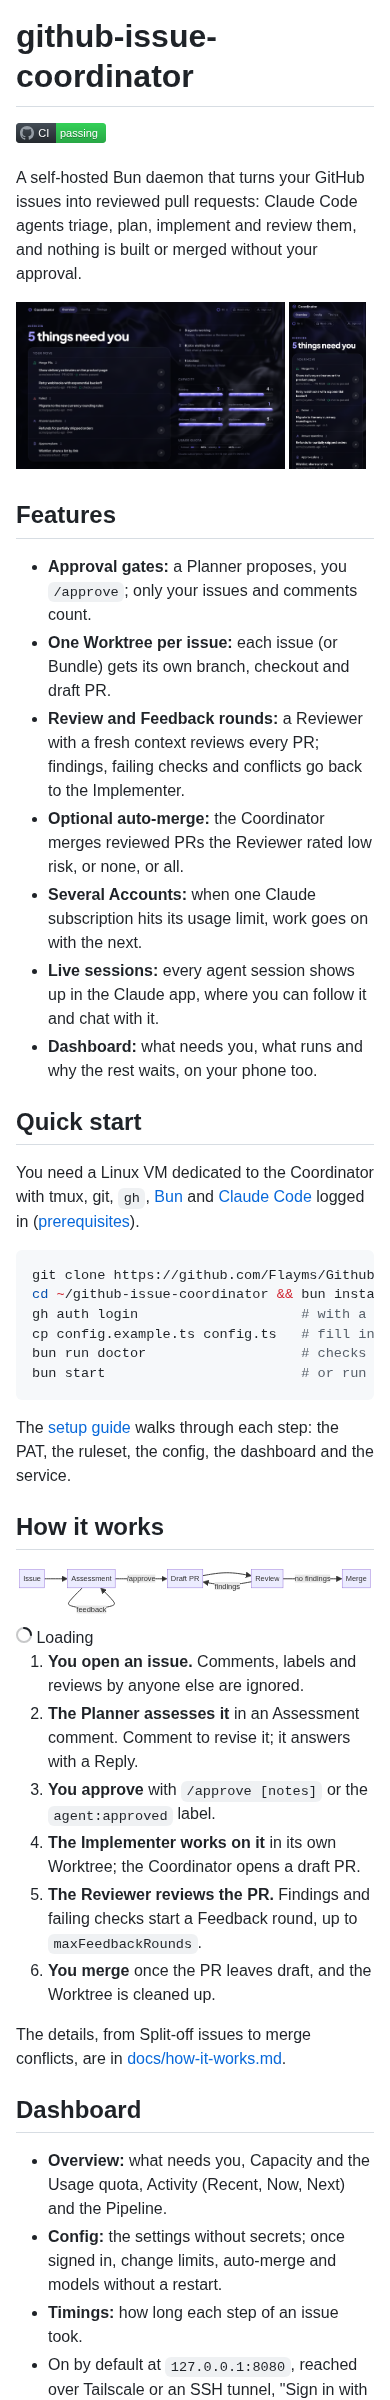 github-issue-
coordinator
CI passing
A self-hosted Bun daemon that turns your GitHub
issues into reviewed pull requests: Claude Code
agents triage, plan, implement and review them,
and nothing is built or merged without your
approval.
5 things need you
5 things need you
Features
• Approval gates: a Planner proposes, you
/approve; only your issues and comments
count.
• One Worktree per issue: each issue (or
Bundle) gets its own branch, checkout and
draft PR.
• Review and Feedback rounds: a Reviewer
with a fresh context reviews every PR;
findings, failing checks and conflicts go back
to the Implementer.
• Optional auto-merge: the Coordinator
merges reviewed PRs the Reviewer rated low
risk, or none, or all.
• Several Accounts: when one Claude
subscription hits its usage limit, work goes on
with the next.
• Live sessions: every agent session shows
up in the Claude app, where you can follow it
and chat with it.
• Dashboard: what needs you, what runs and
why the rest waits, on your phone too.
Quick start
You need a Linux VM dedicated to the Coordinator
with tmux, git, gh, Bun and Claude Code logged
in (prerequisites).
git clone https://github.com/Flayms/Github
cd ~/github-issue-coordinator && bun insta
gh auth login # with a
cp config.example.ts config.ts # fill in
bun run doctor # checks
bun start # or run
The setup guide walks through each step: the
PAT, the ruleset, the config, the dashboard and the
service.
How it works
Issue Assessment /approve Draft PR findings Review no findings Merge
feedback
Loading
1. You open an issue. Comments, labels and
reviews by anyone else are ignored.
2. The Planner assesses it in an Assessment
comment. Comment to revise it; it answers
with a Reply.
3. You approve with /approve [notes] or the
agent:approved label.
4. The Implementer works on it in its own
Worktree; the Coordinator opens a draft PR.
5. The Reviewer reviews the PR. Findings and
failing checks start a Feedback round, up to
maxFeedbackRounds.
6. You merge once the PR leaves draft, and the
Worktree is cleaned up.
The details, from Split-off issues to merge
conflicts, are in docs/how-it-works.md.
Dashboard
• Overview: what needs you, Capacity and the
Usage quota, Activity (Recent, Now, Next)
and the Pipeline.
• Config: the settings without secrets; once
signed in, change limits, auto-merge and
models without a restart.
• Timings: how long each step of an issue
took.
• On by default at 127.0.0.1:8080, reached
over Tailscale or an SSH tunnel, "Sign in with